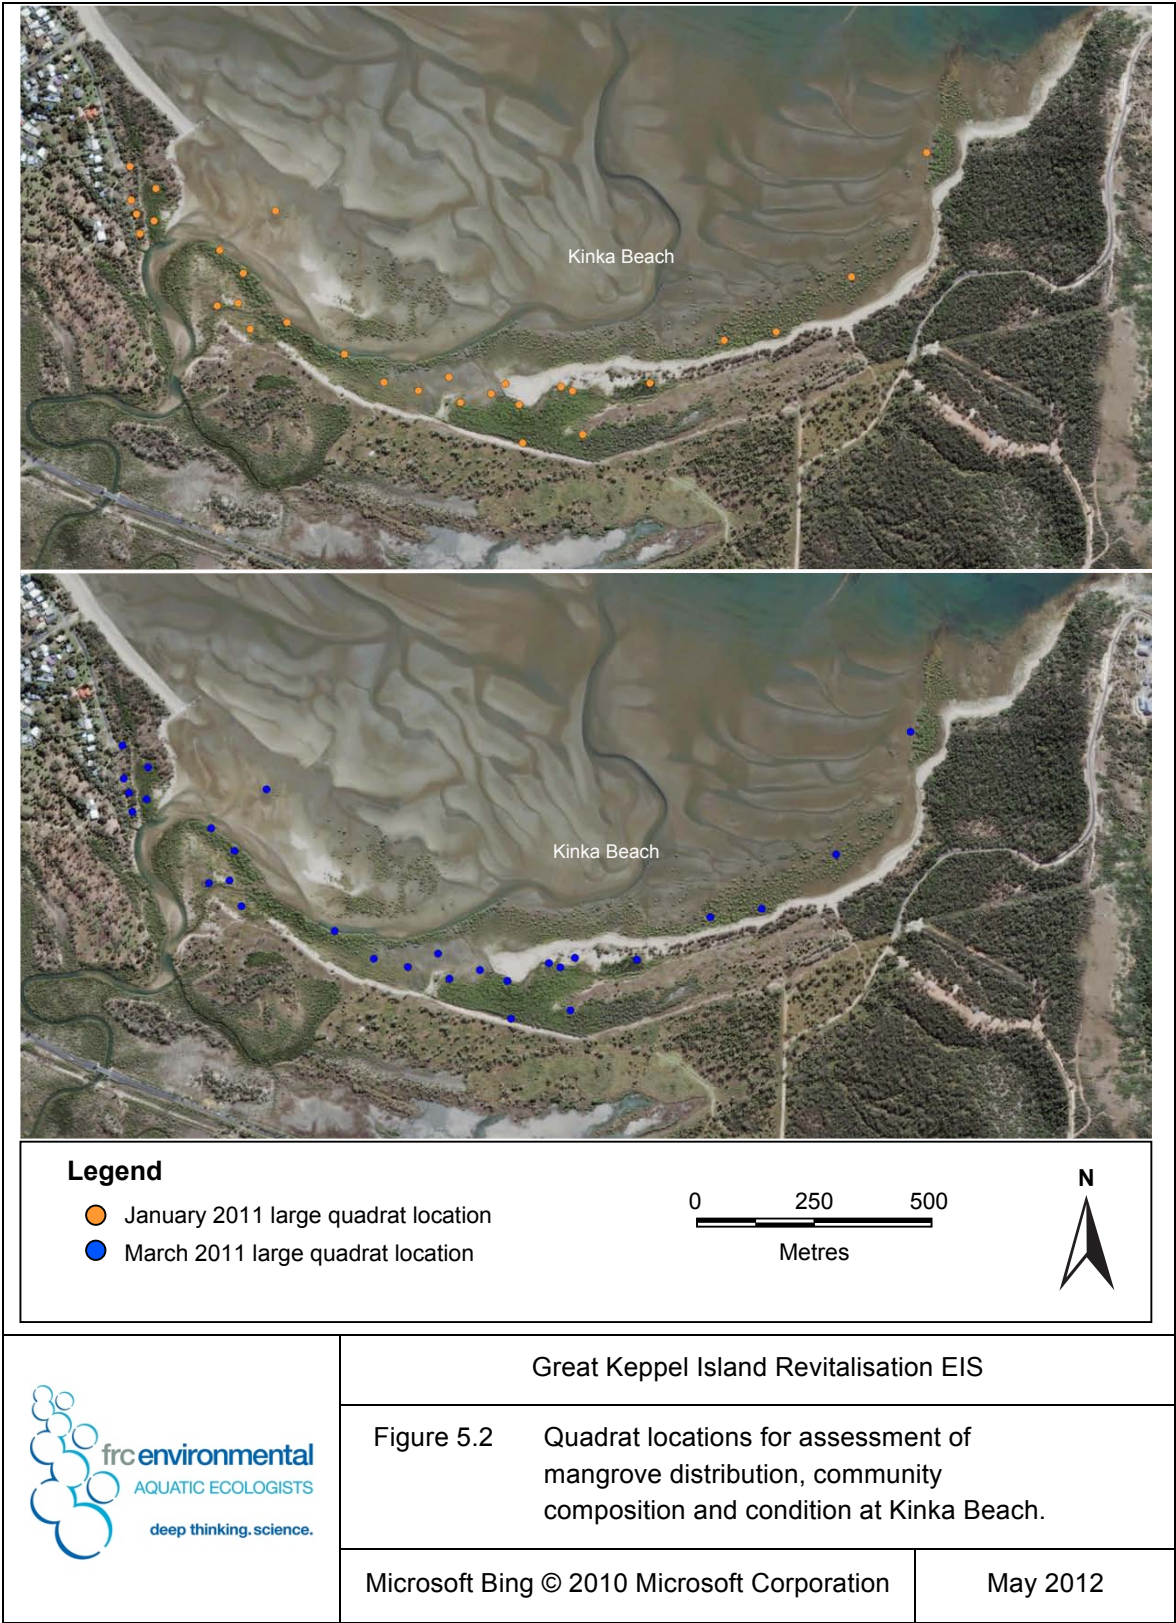 Kinka Beach
Kinka Beach
Legend
January 2011 large quadrat location
March 2011 large quadrat location
0 250 500
Metres
N
frc environmental
AQUATIC ECOLOGISTS
deep thinking. science.
Great Keppel Island Revitalisation EIS
Figure 5.2 Quadrat locations for assessment of
mangrove distribution, community
composition and condition at Kinka Beach.
Microsoft Bing © 2010 Microsoft Corporation May 2012